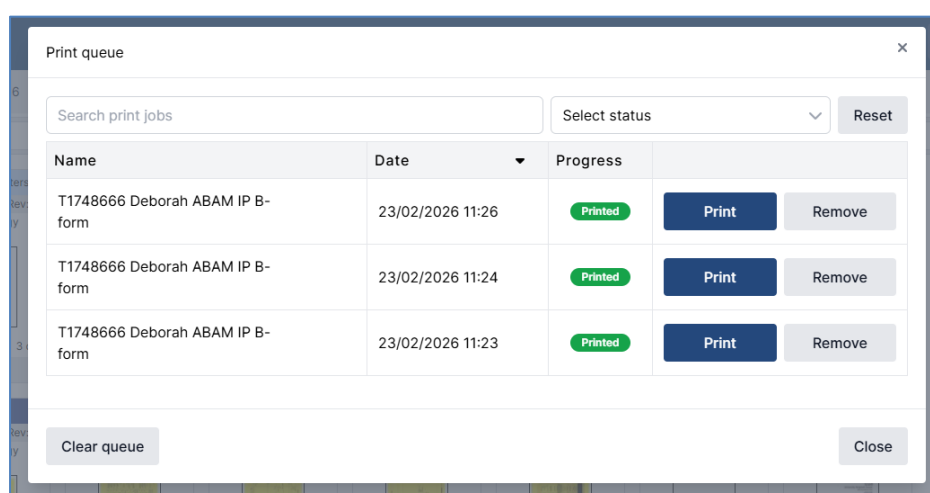 Print queue
×
6
Search print jobs
Select status
Reset
Name
Date
Progress
T1748666 Deborah ABAM IP B-
form
23/02/2026 11:26
Printed
Print
Remove
T1748666 Deborah ABAM IP B-
form
23/02/2026 11:24
Printed
Print
Remove
T1748666 Deborah ABAM IP B-
form
23/02/2026 11:23
Printed
Print
Remove
3
Clear queue
Close